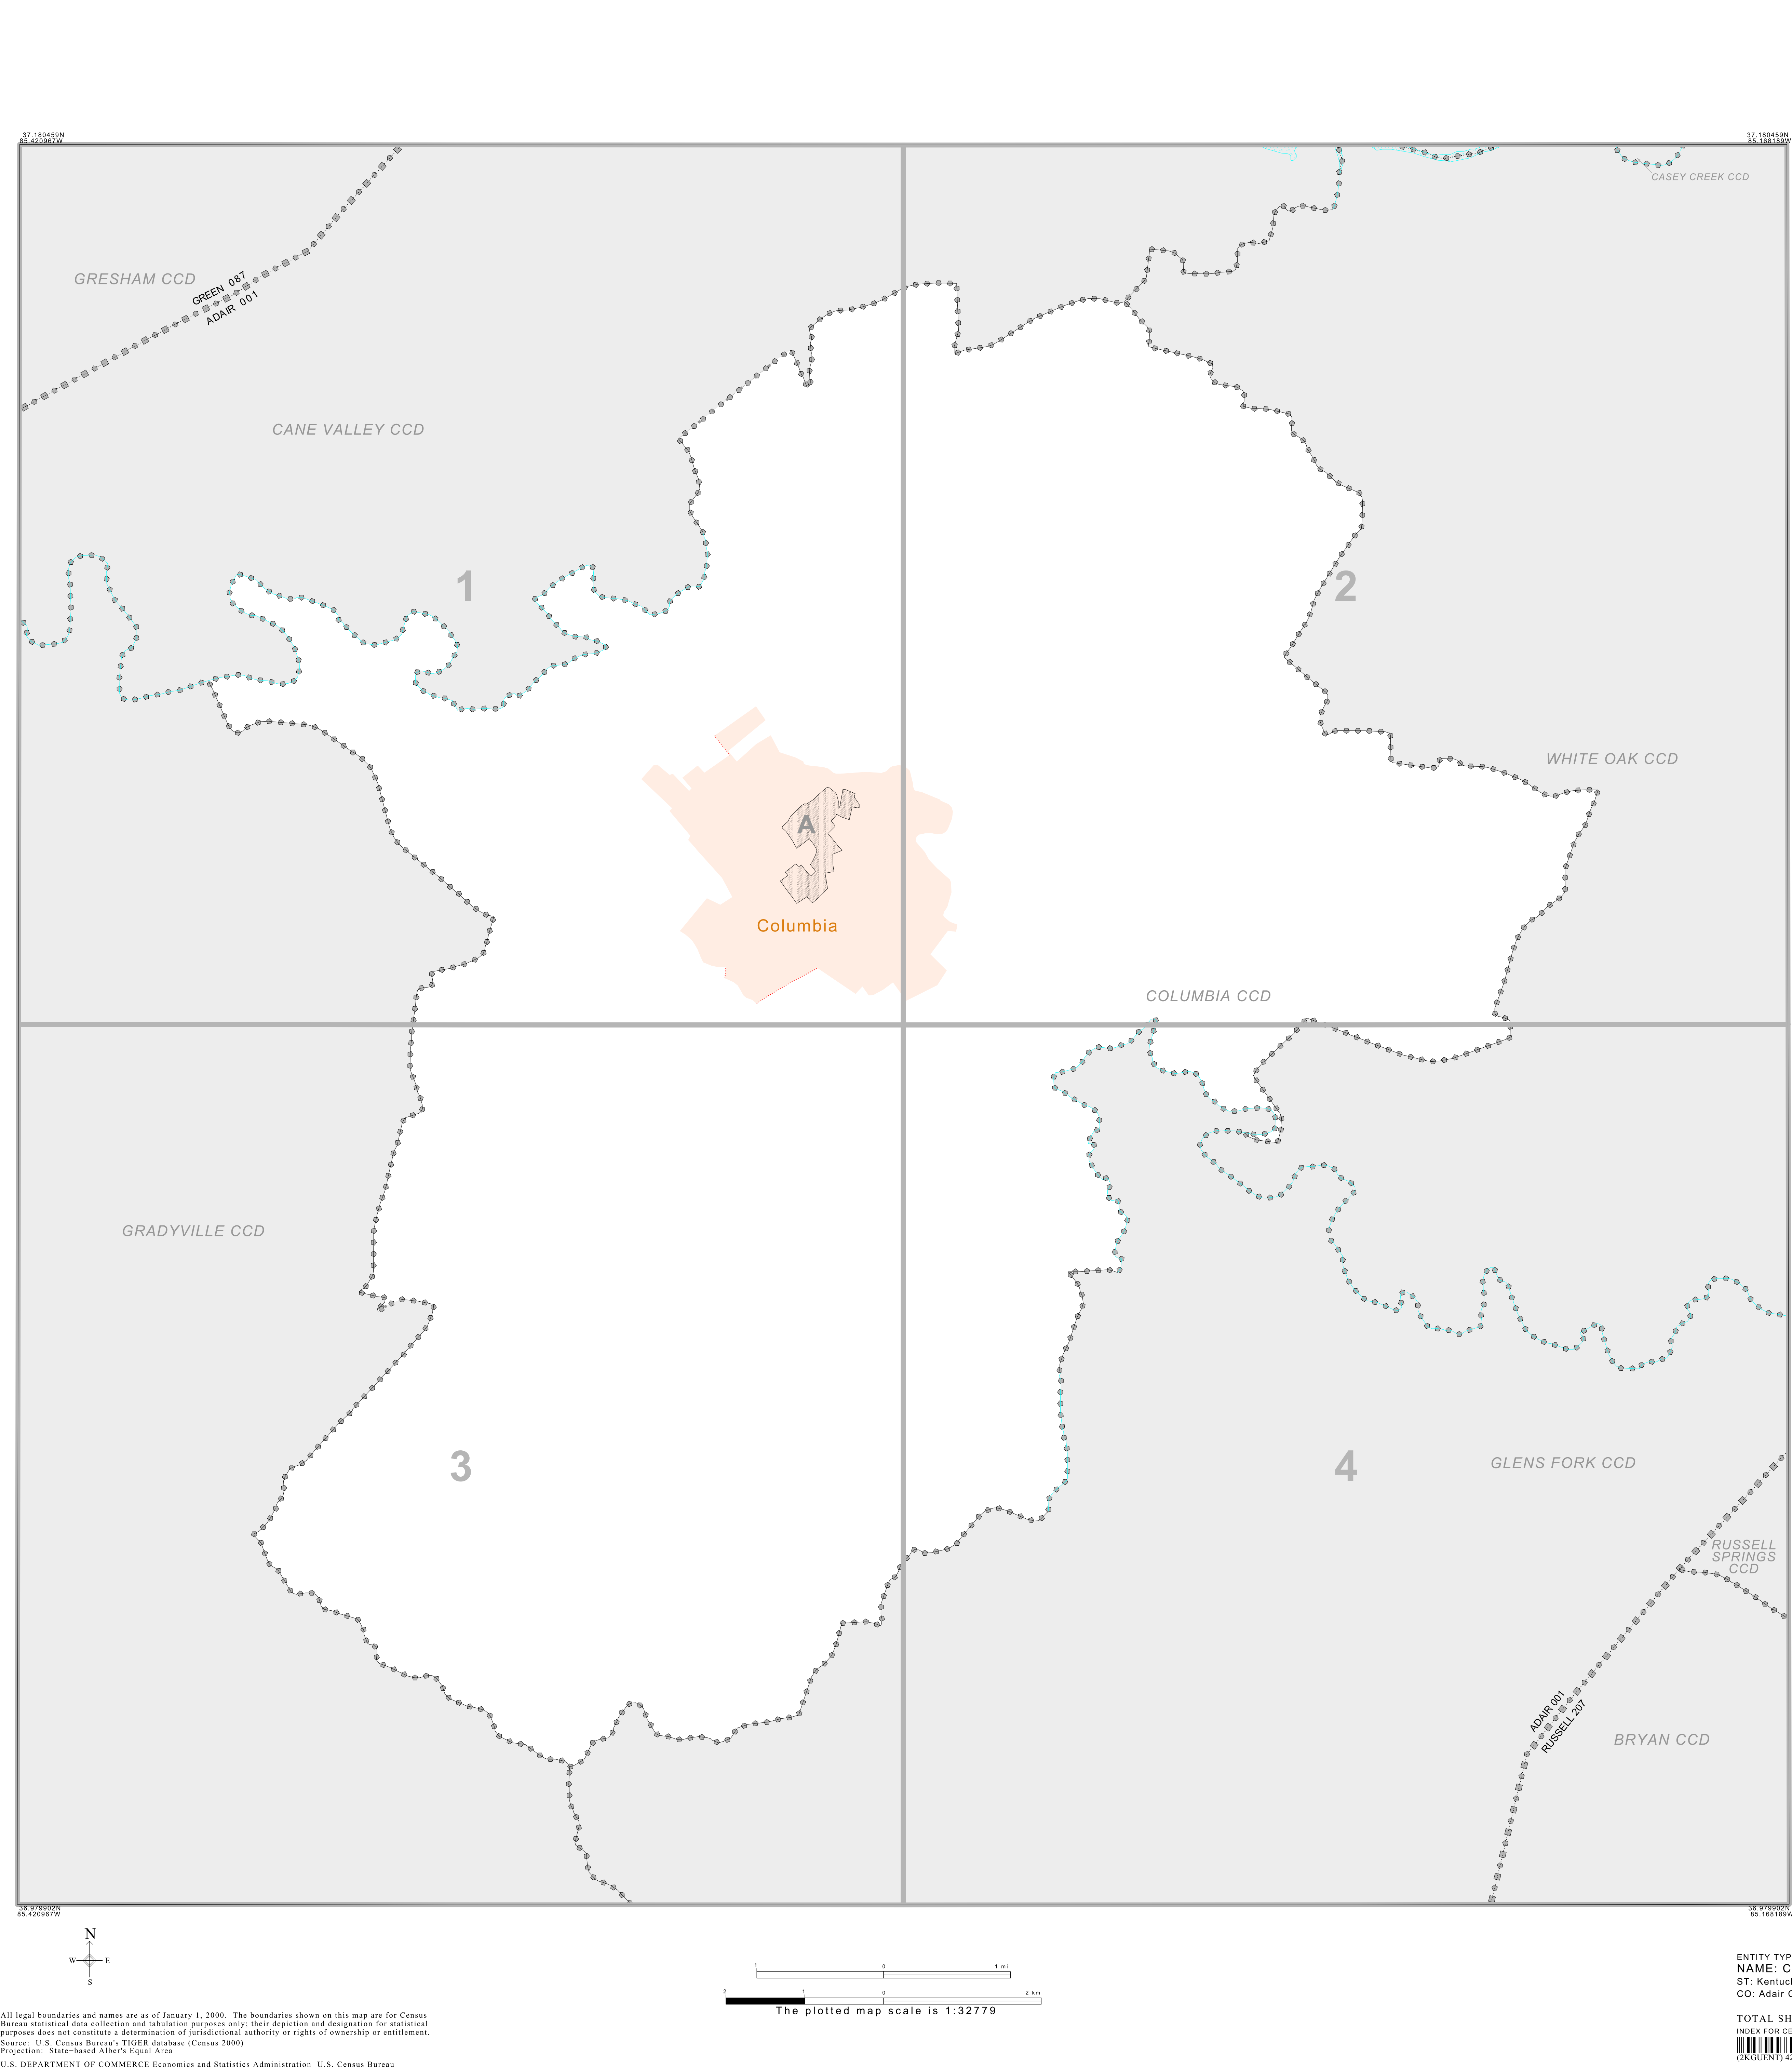 37.180459N
85.420967W
37.180459N
85.168189W
CASEY CREEK CCD
GRESHAM CCD
GREEN 087
ADAIR 001
CANE VALLEY CCD
1
2
WHITE OAK CCD
A
Columbia
COLUMBIA CCD
GRADYVILLE CCD
3
4
GLENS FORK CCD
RUSSELL
SPRINGS
CCD
ADAIR 001
RUSSELL 207
BRYAN CCD
36.979902N
85.420967W
36.979902N
85.168189W
N
W E
S
1 0 1 mi
2 1 0 2 km
The plotted map scale is 1:32779
ENTITY TYP
NAME: C
ST: Kentuc
CO: Adair C
TOTAL SH
INDEX FOR CE
(2KGUENT) 42
All legal boundaries and names are as of January 1, 2000. The boundaries shown on this map are for Census
Bureau statistical data collection and tabulation purposes only; their depiction and designation for statistical
purposes does not constitute a determination of jurisdictional authority or rights of ownership or entitlement.
Source: U.S. Census Bureau's TIGER database (Census 2000)
Projection: State-based Alber's Equal Area
U.S. DEPARTMENT OF COMMERCE Economics and Statistics Administration U.S. Census Bureau